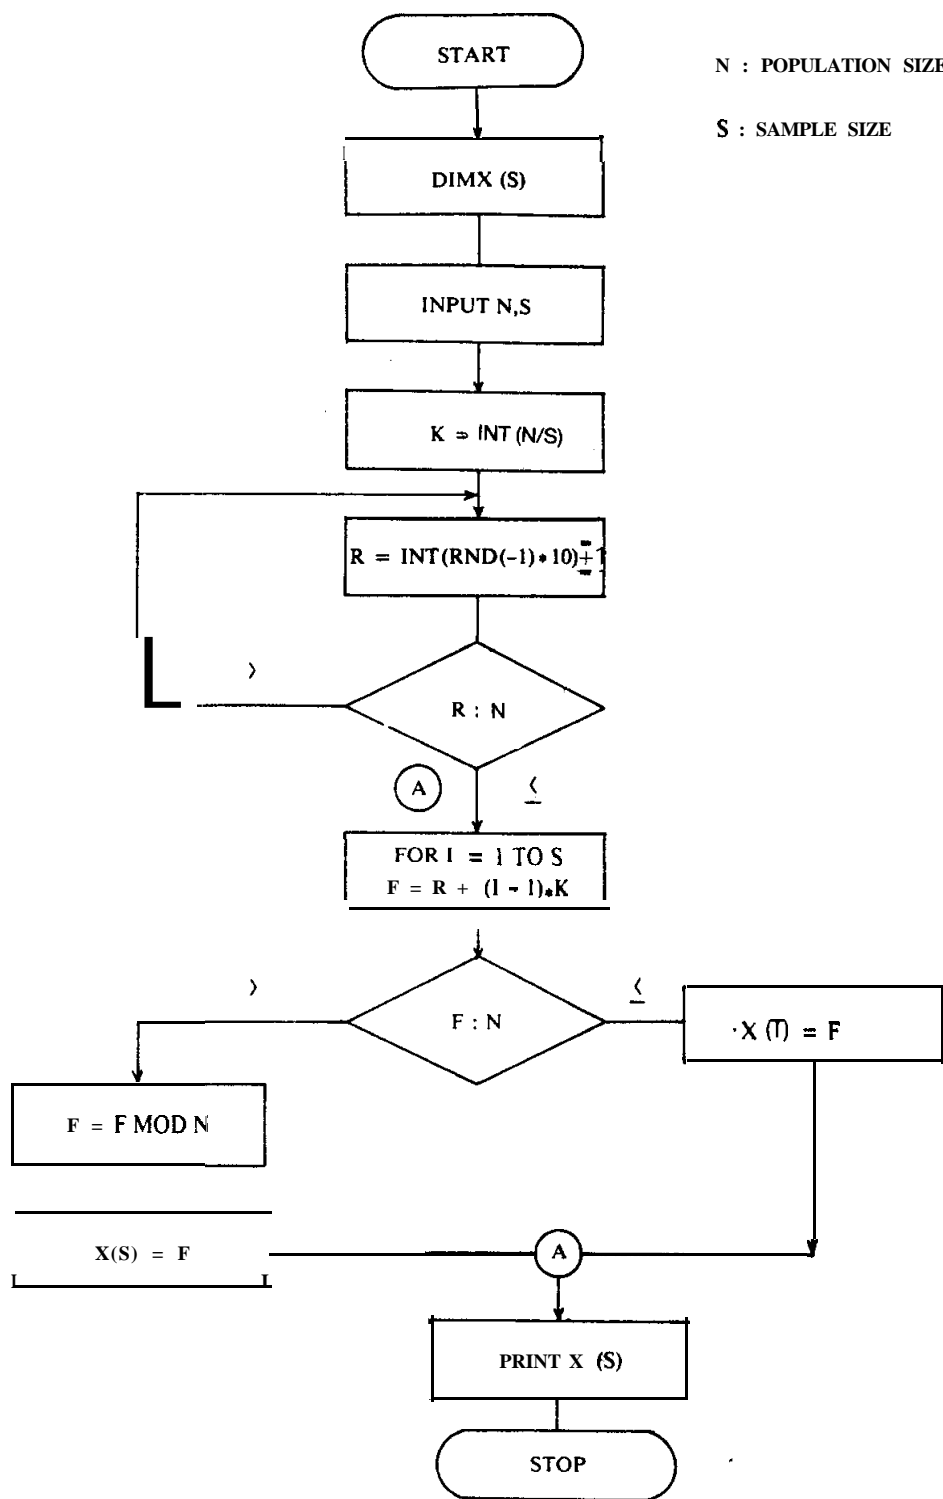 START
N : POPULATION SIZE
S : SAMPLE SIZE
DIMX (S)
INPUT N,S
K = INT (N/S)
R = INT(RND(-1)*10)+1
>
R : N
A
≤
FOR I = 1 TO S
F = R + (I - 1)*K
>
F : N
≤
X (T) = F
F = F MOD N
X(S) = F
A
PRINT X (S)
STOP